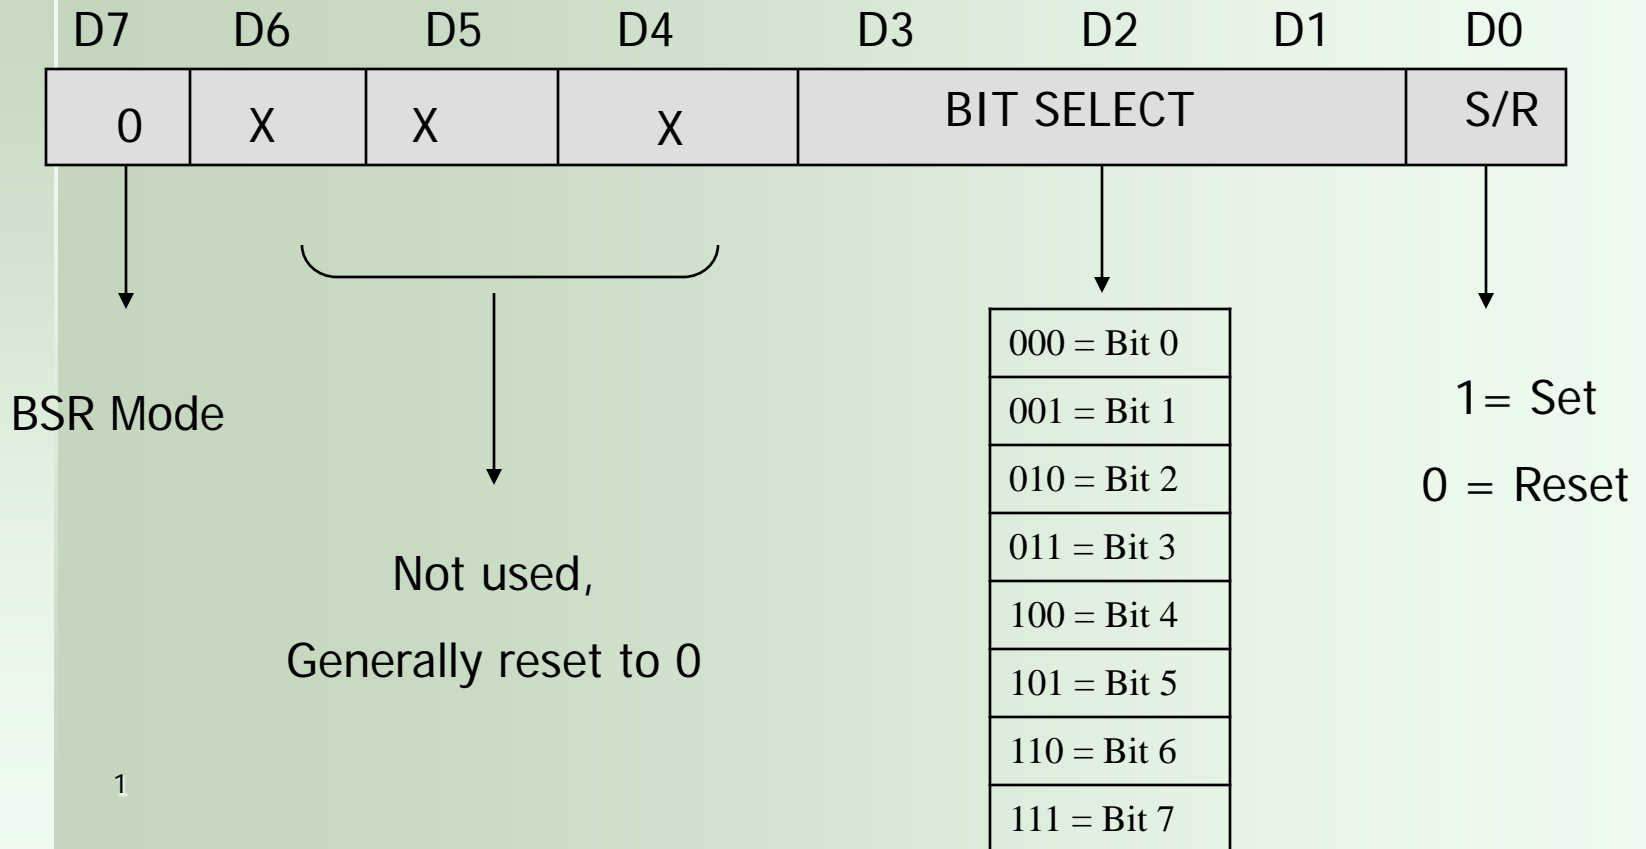 D7 D6 D5 D4 D3 D2 D1 D0
0 X X X BIT SELECT S/R
BSR Mode
Not used,
Generally reset to 0
000 = Bit 0
001 = Bit 1
010 = Bit 2
011 = Bit 3
100 = Bit 4
101 = Bit 5
110 = Bit 6
111 = Bit 7
1= Set
0 = Reset
1